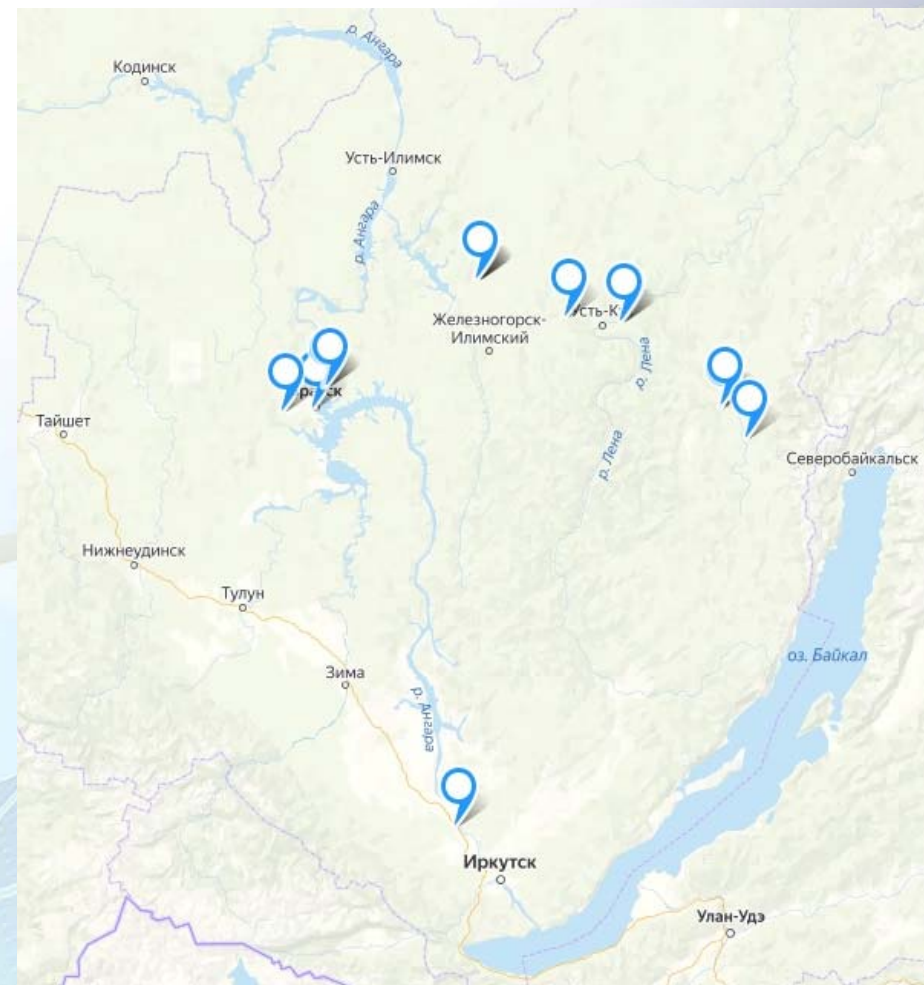 р. Ангара
Кодинск
Усть-Илимск
р. Ангара
Железногорск-
Илимский
р. Лена
Тайшет
р. Лена
Северобайкальск
Нижнеудинск
Тулун
оз. Байкал
Зима
р. Ангара
Иркутск
Улан-Удэ